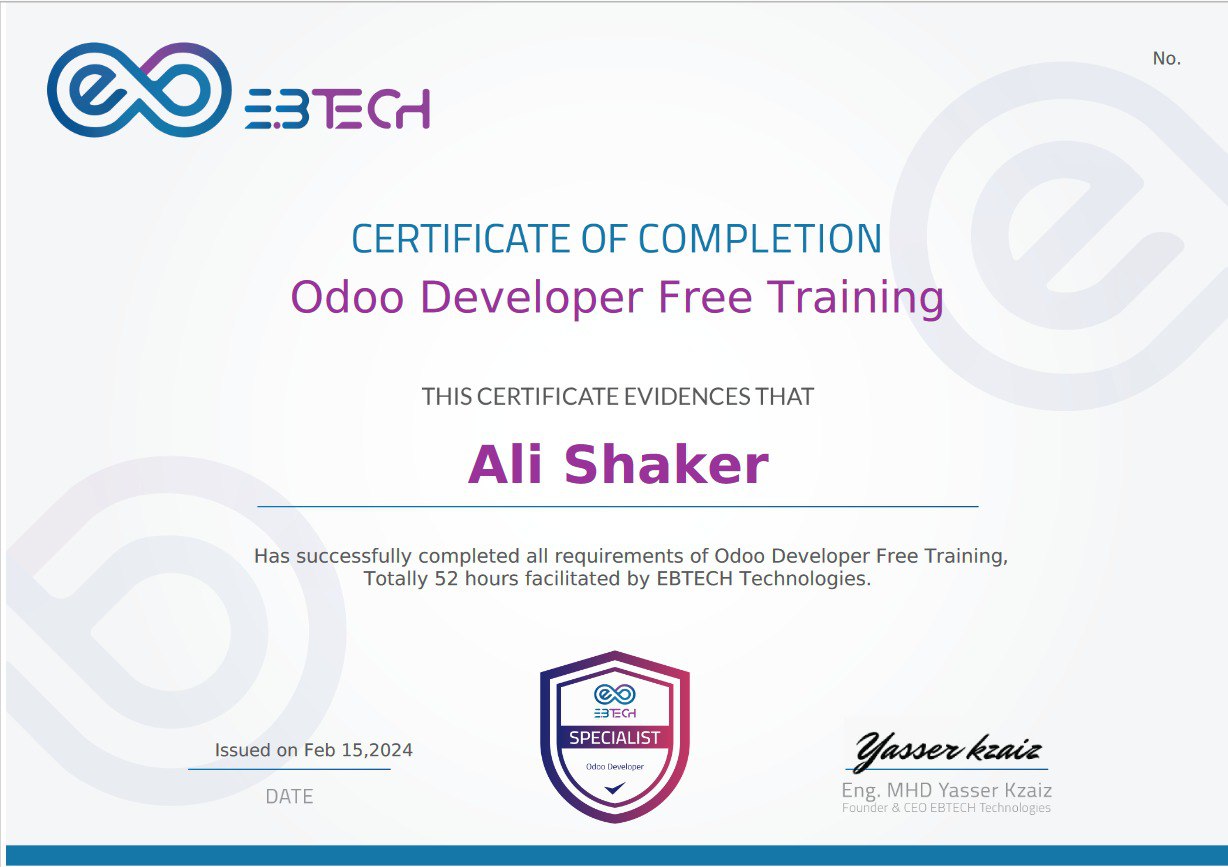 EBTECH
No.
CERTIFICATE OF COMPLETION
Odoo Developer Free Training
THIS CERTIFICATE EVIDENCES THAT
Ali Shaker
Has successfully completed all requirements of Odoo Developer Free Training,
Totally 52 hours facilitated by EBTECH Technologies.
EBTECH
SPECIALIST
Odoo Developer
Issued on Feb 15,2024
DATE
Yasser kzaiz
Eng. MHD Yasser Kzaiz
Founder & CEO EBTECH Technologies